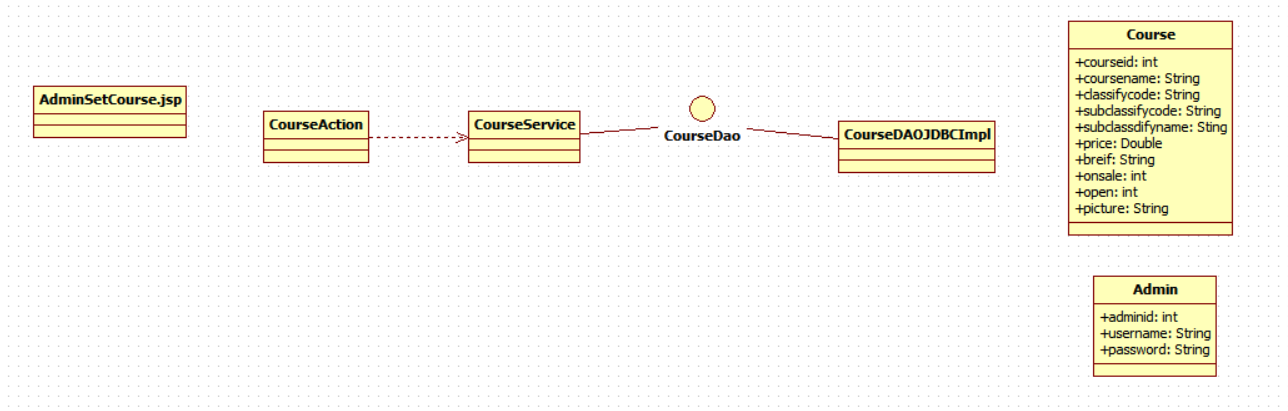 AdminSetCourse.jsp
CourseAction
CourseService
CourseDao
CourseDAOJDBCImpl
Course
+courseid: int
+coursename: String
+classifycode: String
+subclassifycode: String
+subclassdifyname: Sting
+price: Double
+breif: String
+onsale: int
+open: int
+picture: String
Admin
+adminid: int
+username: String
+password: String